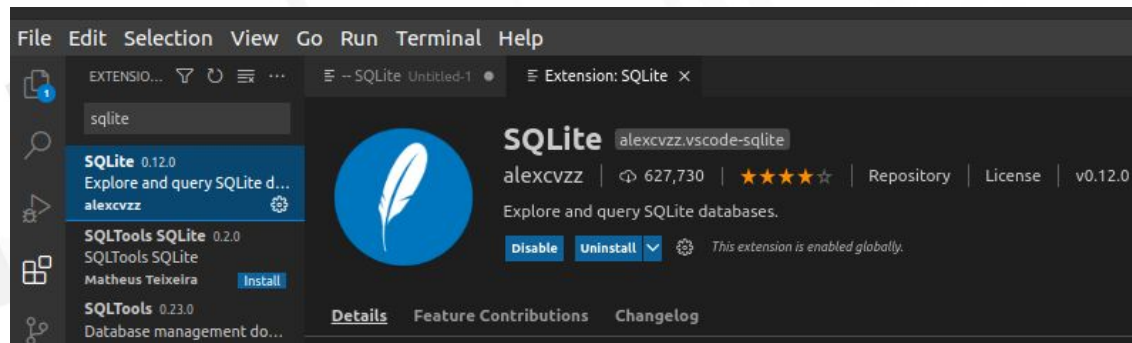 File Edit Selection View Go Run Terminal Help
EXTENSIO... ...
-- SQLite Untitled-1
Extension: SQLite
1
sqlite
SQLite 0.12.0
Explore and query SQLite d...
alexcvzz
SQLTools SQLite 0.2.0
SQLTools SQLite
Matheus Teixeira Install
SQLTools 0.23.0
Database management do...
SQLite alexcvzz.vscode-sqlite
alexcvzz 627,730 Repository License v0.12.0
Explore and query SQLite databases.
Disable Uninstall This extension is enabled globally.
Details Feature Contributions Changelog